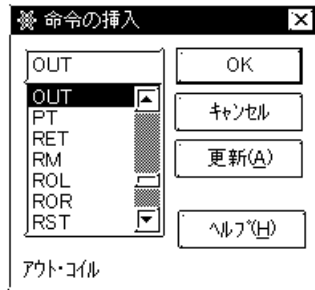 命令の挿入
OUT
OK
OUT
PT
RET
RM
ROL
ROR
RST
ｷｬﾝｾﾙ
更新(A)
ﾍﾙﾌﾟ(H)
ｱｳﾄ･ｺｲﾙ